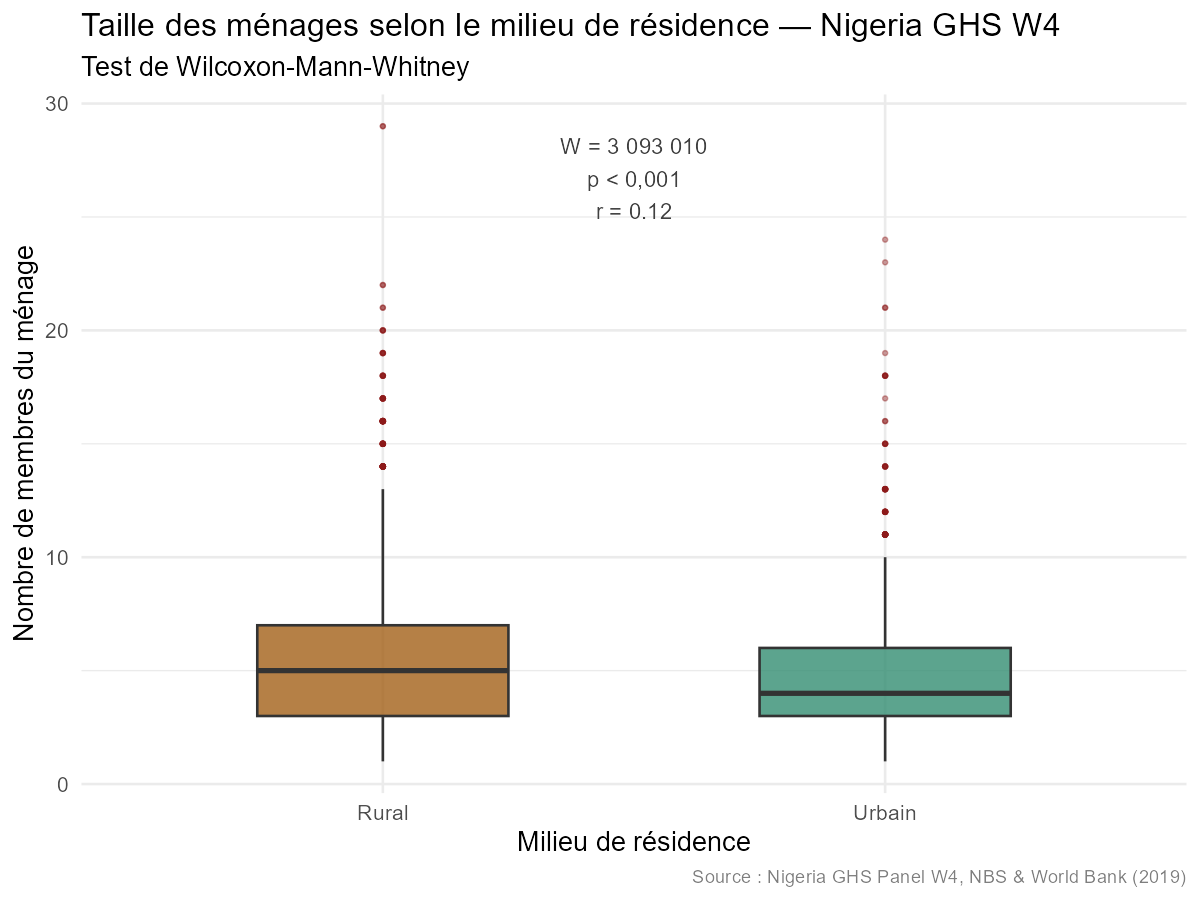 Taille des ménages selon le milieu de résidence — Nigeria GHS W4
Test de Wilcoxon-Mann-Whitney
30
20
10
0
Nombre de membres du ménage
W = 3 093 010
p < 0,001
r = 0.12
Rural
Urbain
Milieu de résidence
Source : Nigeria GHS Panel W4, NBS & World Bank (2019)